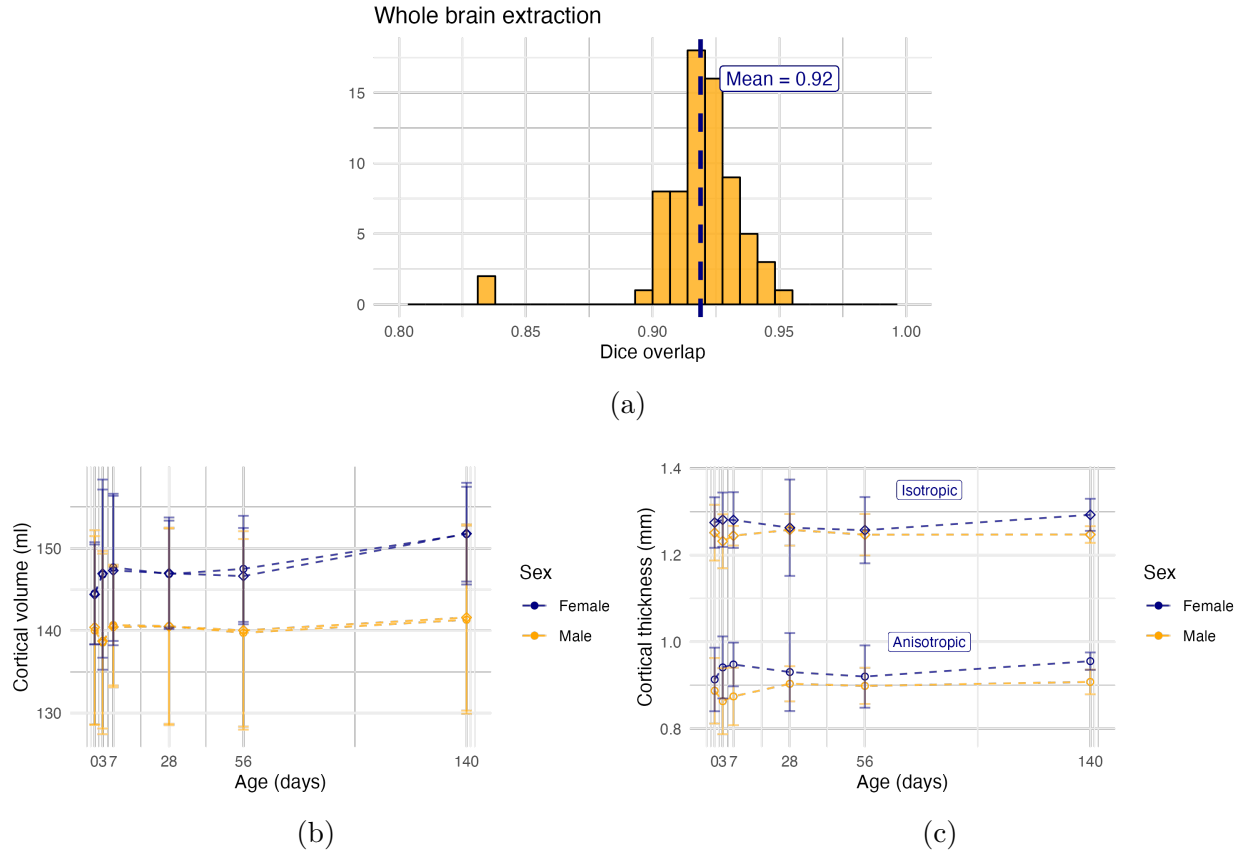 Whole brain extraction
Mean = 0.92
15
10
5
0
0.80 0.85 0.90 0.95 1.00
Dice overlap
(a)
Cortical volume (ml)
150
140
130
0 3 7 28 56 140
Age (days)
Sex
Female
Male
(b)
Cortical thickness (mm)
1.4
1.2
1.0
0.8
Isotropic
Anisotropic
0 3 7 28 56 140
Age (days)
Sex
Female
Male
(c)